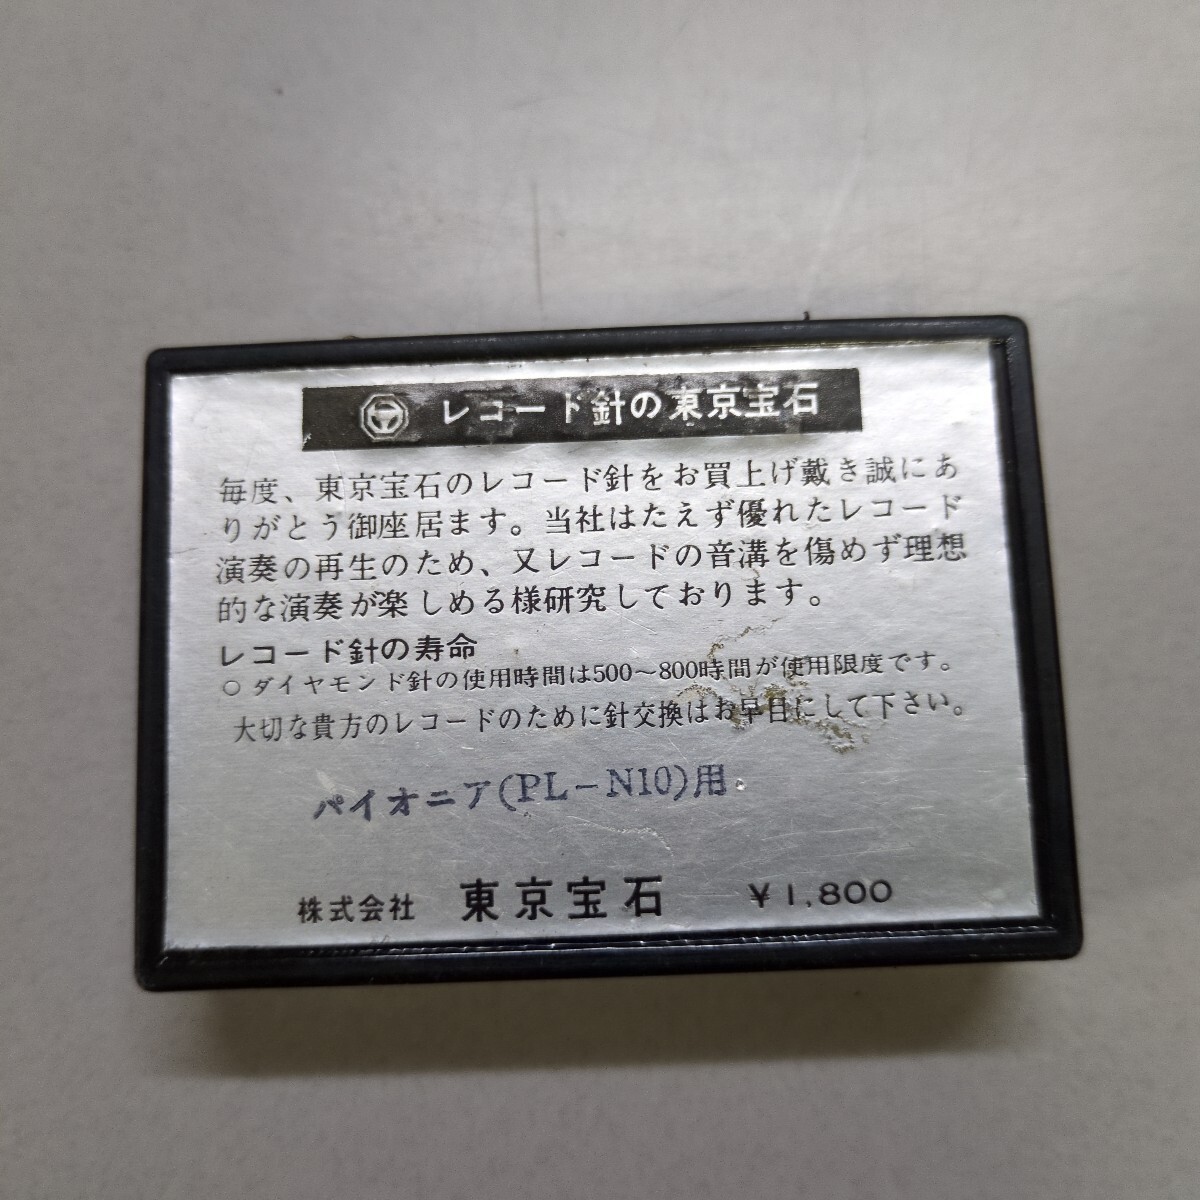 レコード針の東京宝石
毎度、東京宝石のレコード針をお買上げ戴き誠にあ
りがとう御座居ます。当社はたえず優れたレコード
演奏の再生のため、又レコードの音溝を傷めず理想
的な演奏が楽しめる様研究しております。
レコード針の寿命
○ダイヤモンド針の使用時間は500〜800時間が使用限度です。
大切な貴方のレコードのために針交換はお早目にして下さい。
パイオニア(PL-N10)用
株式会社 東京宝石 ￥1,800